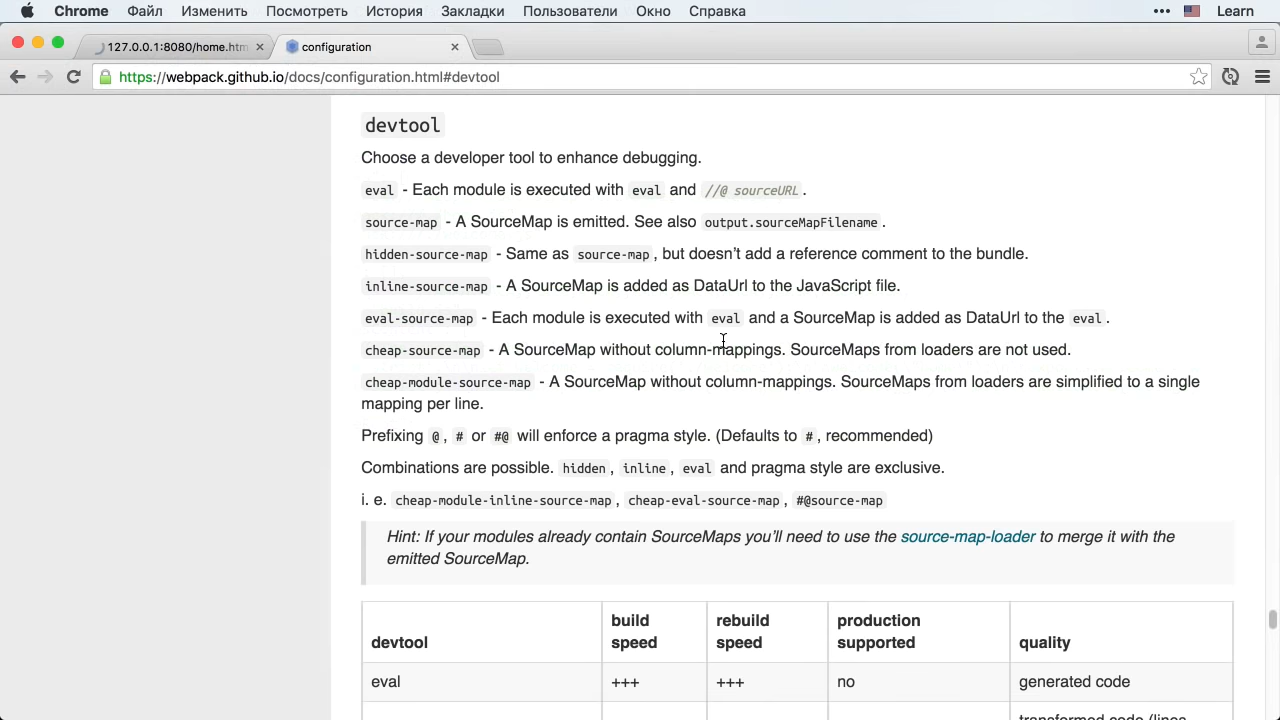 Chrome Файл Изменить Посмотреть История Закладки Пользователи Окно Справка Learn
127.0.0.1:8080/home.htm configuration
https://webpack.github.io/docs/configuration.html#devtool
devtool
Choose a developer tool to enhance debugging.
eval - Each module is executed with eval and //@ sourceURL.
source-map - A SourceMap is emitted. See also output.sourceMapFilename.
hidden-source-map - Same as source-map, but doesn’t add a reference comment to the bundle.
inline-source-map - A SourceMap is added as DataUrl to the JavaScript file.
eval-source-map - Each module is executed with eval and a SourceMap is added as DataUrl to the eval.
cheap-source-map - A SourceMap without column-mappings. SourceMaps from loaders are not used.
cheap-module-source-map - A SourceMap without column-mappings. SourceMaps from loaders are simplified to a single
mapping per line.
Prefixing @, # or #@ will enforce a pragma style. (Defaults to #, recommended)
Combinations are possible. hidden, inline, eval and pragma style are exclusive.
i. e. cheap-module-inline-source-map, cheap-eval-source-map, #@source-map
Hint: If your modules already contain SourceMaps you’ll need to use the source-map-loader to merge it with the
emitted SourceMap.
devtool build speed rebuild speed production supported quality
eval +++ +++ no generated code
transformed code (lines